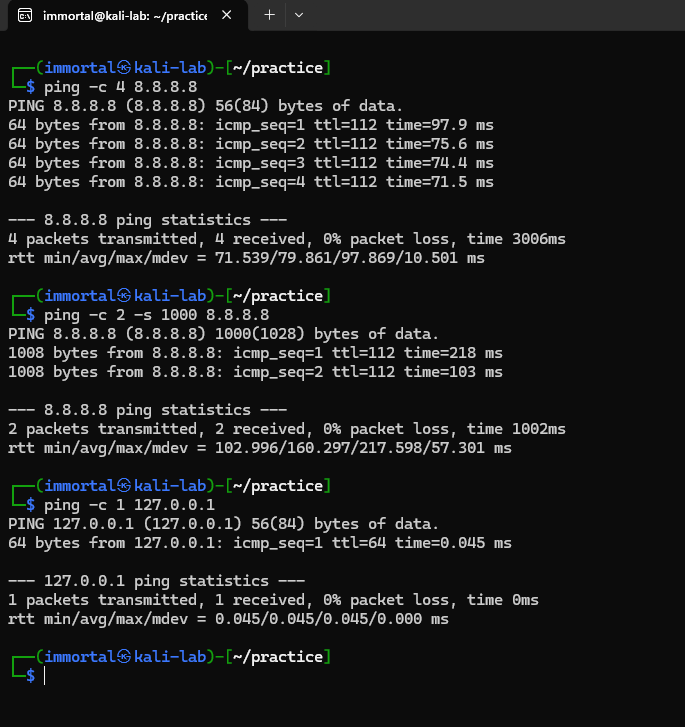 immortal@kali-lab: ~/practice
┌──(immortal㉿kali-lab)-[~/practice]
└─$ ping -c 4 8.8.8.8
PING 8.8.8.8 (8.8.8.8) 56(84) bytes of data.
64 bytes from 8.8.8.8: icmp_seq=1 ttl=112 time=97.9 ms
64 bytes from 8.8.8.8: icmp_seq=2 ttl=112 time=75.6 ms
64 bytes from 8.8.8.8: icmp_seq=3 ttl=112 time=74.4 ms
64 bytes from 8.8.8.8: icmp_seq=4 ttl=112 time=71.5 ms
--- 8.8.8.8 ping statistics ---
4 packets transmitted, 4 received, 0% packet loss, time 3006ms
rtt min/avg/max/mdev = 71.539/79.861/97.869/10.501 ms
┌──(immortal㉿kali-lab)-[~/practice]
└─$ ping -c 2 -s 1000 8.8.8.8
PING 8.8.8.8 (8.8.8.8) 1000(1028) bytes of data.
1008 bytes from 8.8.8.8: icmp_seq=1 ttl=112 time=218 ms
1008 bytes from 8.8.8.8: icmp_seq=2 ttl=112 time=103 ms
--- 8.8.8.8 ping statistics ---
2 packets transmitted, 2 received, 0% packet loss, time 1002ms
rtt min/avg/max/mdev = 102.996/160.297/217.598/57.301 ms
┌──(immortal㉿kali-lab)-[~/practice]
└─$ ping -c 1 127.0.0.1
PING 127.0.0.1 (127.0.0.1) 56(84) bytes of data.
64 bytes from 127.0.0.1: icmp_seq=1 ttl=64 time=0.045 ms
--- 127.0.0.1 ping statistics ---
1 packets transmitted, 1 received, 0% packet loss, time 0ms
rtt min/avg/max/mdev = 0.045/0.045/0.045/0.000 ms
┌──(immortal㉿kali-lab)-[~/practice]
└─$